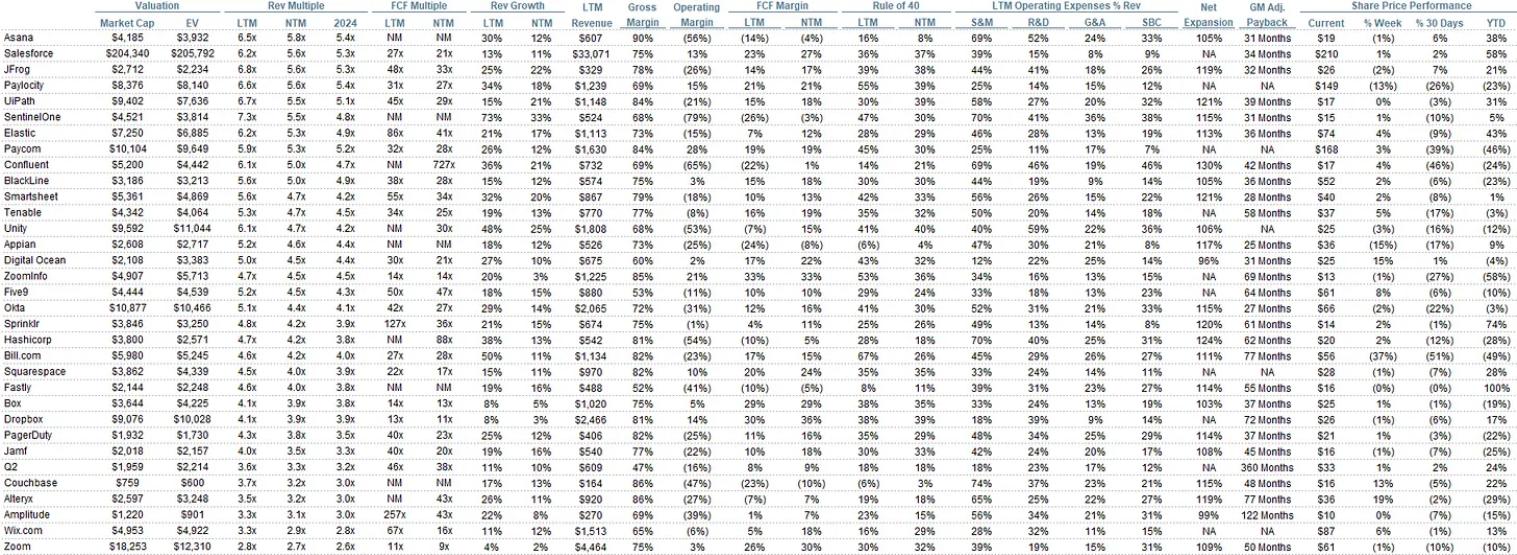 Valuation Rev Multiple FCF Multiple Rev Growth LTM Gross Operating FCF Margin Rule of 40 LTM Operating Expenses % Rev Net GM Adj. Share Price Performance
Market Cap EV LTM NTM 2024 LTM NTM LTM NTM Revenue Margin Margin LTM NTM LTM NTM S&M R&D G&A SBC Expansion Payback Current % Week % 30 Days YTD
Asana $4,185 $3,932 6.5x 5.8x 5.4x NM NM 30% 12% $607 90% (56%) (14%) (4%) 16% 8% 69% 52% 24% 33% 105% 31 Months $19 (1%) 6% 38%
Salesforce $204,340 $205,792 6.2x 5.6x 5.3x 27x 21x 13% 11% $33,071 75% 13% 23% 27% 36% 37% 39% 15% 8% 9% NA 34 Months $210 1% 2% 58%
JFrog $2,712 $2,234 6.8x 5.6x 5.3x 48x 33x 25% 22% $329 78% (26%) 14% 17% 39% 38% 44% 41% 18% 26% 119% 32 Months $26 (2%) 7% 21%
Paylocity $8,376 $8,140 6.6x 5.6x 5.4x 31x 27x 34% 18% $1,239 69% 15% 21% 21% 55% 39% 25% 14% 15% 12% NA NA $149 (13%) (26%) (23%)
UiPath $9,402 $7,636 6.7x 5.5x 5.1x 45x 29x 15% 21% $1,148 84% (21%) 15% 18% 30% 39% 58% 27% 20% 32% 121% 39 Months $17 0% (3%) 31%
SentinelOne $4,521 $3,814 7.3x 5.5x 4.8x NM NM 73% 33% $524 68% (79%) (26%) (3%) 47% 30% 70% 41% 36% 38% 115% 31 Months $15 1% (10%) 5%
Elastic $7,250 $6,885 6.2x 5.3x 4.9x 86x 41x 21% 17% $1,113 73% (15%) 7% 12% 28% 29% 46% 28% 13% 19% 113% 36 Months $74 4% (9%) 43%
Paycom $10,104 $9,649 5.9x 5.3x 5.2x 32x 28x 26% 12% $1,630 84% 28% 19% 19% 45% 30% 25% 11% 17% 7% NA NA $168 3% (39%) (46%)
Confluent $5,200 $4,442 6.1x 5.0x 4.7x NM 727x 36% 21% $732 69% (65%) (22%) 1% 14% 21% 69% 46% 19% 46% 130% 42 Months $17 4% (46%) (24%)
BlackLine $3,186 $3,213 5.6x 5.0x 4.9x 38x 28x 15% 12% $574 75% 3% 15% 18% 30% 30% 44% 19% 9% 14% 105% 36 Months $52 2% (6%) (23%)
Smartsheet $5,361 $4,869 5.6x 4.7x 4.2x 55x 34x 32% 20% $867 79% (18%) 10% 13% 42% 33% 56% 26% 15% 22% 121% 28 Months $40 2% (8%) 1%
Tenable $4,342 $4,064 5.3x 4.7x 4.5x 34x 25x 19% 13% $770 77% (8%) 16% 19% 35% 32% 50% 20% 14% 18% NA 58 Months $37 5% (17%) (3%)
Unity $9,592 $11,044 6.1x 4.7x 4.2x NM 30x 48% 25% $1,808 68% (53%) (7%) 15% 41% 40% 40% 59% 22% 36% 106% NA $25 (3%) (16%) (12%)
Appian $2,608 $2,717 5.2x 4.6x 4.4x NM NM 18% 12% $526 73% (25%) (24%) (8%) (6%) 4% 47% 30% 21% 8% 117% 25 Months $36 (15%) (17%) 9%
Digital Ocean $2,108 $3,383 5.0x 4.5x 4.4x 30x 21x 27% 10% $675 60% 2% 17% 22% 43% 32% 12% 22% 25% 14% 96% 31 Months $25 15% 1% (4%)
ZoomInfo $4,907 $5,713 4.7x 4.5x 4.5x 14x 14x 20% 3% $1,225 85% 21% 33% 33% 53% 36% 34% 16% 13% 15% NA 69 Months $13 (1%) (27%) (58%)
Five9 $4,444 $4,539 5.2x 4.5x 4.3x 50x 47x 18% 15% $880 53% (11%) 10% 10% 29% 24% 33% 18% 13% 23% NA 64 Months $61 8% (6%) (10%)
Okta $10,877 $10,466 5.1x 4.4x 4.1x 42x 27x 29% 14% $2,065 72% (31%) 12% 16% 41% 30% 52% 31% 21% 33% 115% 27 Months $66 (2%) (22%) (3%)
Sprinklr $3,846 $3,250 4.8x 4.2x 3.9x 127x 36x 21% 15% $674 75% (1%) 4% 11% 25% 26% 49% 13% 14% 8% 120% 61 Months $14 2% (1%) 74%
Hashicorp $3,800 $2,571 4.7x 4.2x 3.8x NM 88x 38% 13% $542 81% (54%) (10%) 5% 28% 18% 70% 40% 25% 31% 124% 62 Months $20 2% (12%) (28%)
Bill.com $5,980 $5,245 4.6x 4.2x 4.0x 27x 28x 50% 11% $1,134 82% (23%) 17% 15% 67% 26% 45% 29% 26% 27% 111% 77 Months $56 (37%) (51%) (49%)
Squarespace $3,862 $4,339 4.5x 4.0x 3.9x 22x 17x 15% 11% $970 82% 10% 20% 24% 35% 35% 33% 24% 14% 11% NA NA $28 (1%) (7%) 28%
Fastly $2,144 $2,248 4.6x 4.0x 3.8x NM NM 19% 16% $488 52% (41%) (10%) (5%) 8% 11% 39% 31% 23% 27% 114% 55 Months $16 (0%) (0%) 100%
Box $3,644 $4,225 4.1x 3.9x 3.8x 14x 13x 8% 5% $1,020 75% 5% 29% 29% 38% 35% 33% 24% 13% 19% 103% 37 Months $25 1% (1%) (19%)
Dropbox $9,076 $10,028 4.1x 3.9x 3.9x 13x 11x 8% 3% $2,466 81% 14% 30% 36% 38% 39% 18% 39% 9% 14% NA 72 Months $26 (1%) (6%) 17%
PagerDuty $1,932 $1,730 4.3x 3.8x 3.5x 40x 23x 25% 12% $406 82% (25%) 11% 16% 35% 28% 48% 34% 25% 29% 114% 37 Months $21 1% (3%) (22%)
Jamf $2,018 $2,157 4.0x 3.5x 3.3x 40x 20x 19% 16% $540 77% (22%) 10% 18% 30% 33% 42% 24% 20% 17% 108% 45 Months $16 (1%) (7%) (25%)
Q2 $1,959 $2,214 3.6x 3.3x 3.2x 46x 38x 11% 10% $609 47% (16%) 8% 9% 18% 18% 18% 23% 17% 12% NA 360 Months $33 1% 2% 24%
Couchbase $759 $600 3.7x 3.2x 3.0x NM NM 17% 13% $164 86% (47%) (23%) (10%) (6%) 3% 74% 37% 23% 21% 115% 48 Months $16 13% (5%) 22%
Alteryx $2,597 $3,248 3.5x 3.2x 3.0x NM 43x 26% 11% $920 86% (27%) (7%) 7% 19% 18% 64% 25% 22% 27% 119% 77 Months $36 19% (2%) (29%)
Amplitude $1,220 $901 3.3x 3.1x 3.0x 257x 43x 22% 8% $270 69% (39%) 1% 7% 23% 15% 56% 34% 21% 31% 99% 122 Months $10 0% (7%) (15%)
Wix.com $4,953 $4,922 3.3x 2.9x 2.8x 67x 16x 11% 12% $1,513 65% (6%) 5% 18% 16% 29% 28% 32% 11% 15% NA NA $87 6% (1%) 13%
Zoom $18,253 $12,310 2.8x 2.7x 2.6x 11x 9x 4% 2% $4,464 75% 3% 26% 30% 30% 32% 39% 19% 15% 31% 109% 50 Months $61 (1%) (10%) (10%)